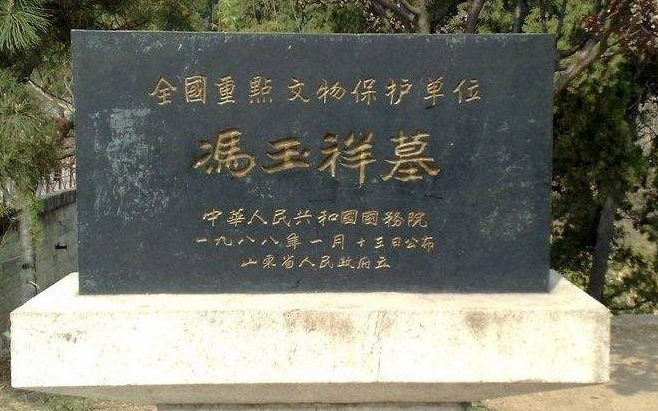 全國重點文物保护单位
馮玉祥墓
中華人民共和國國務院
一九八八年一月十三日公布
山東省人民政府立